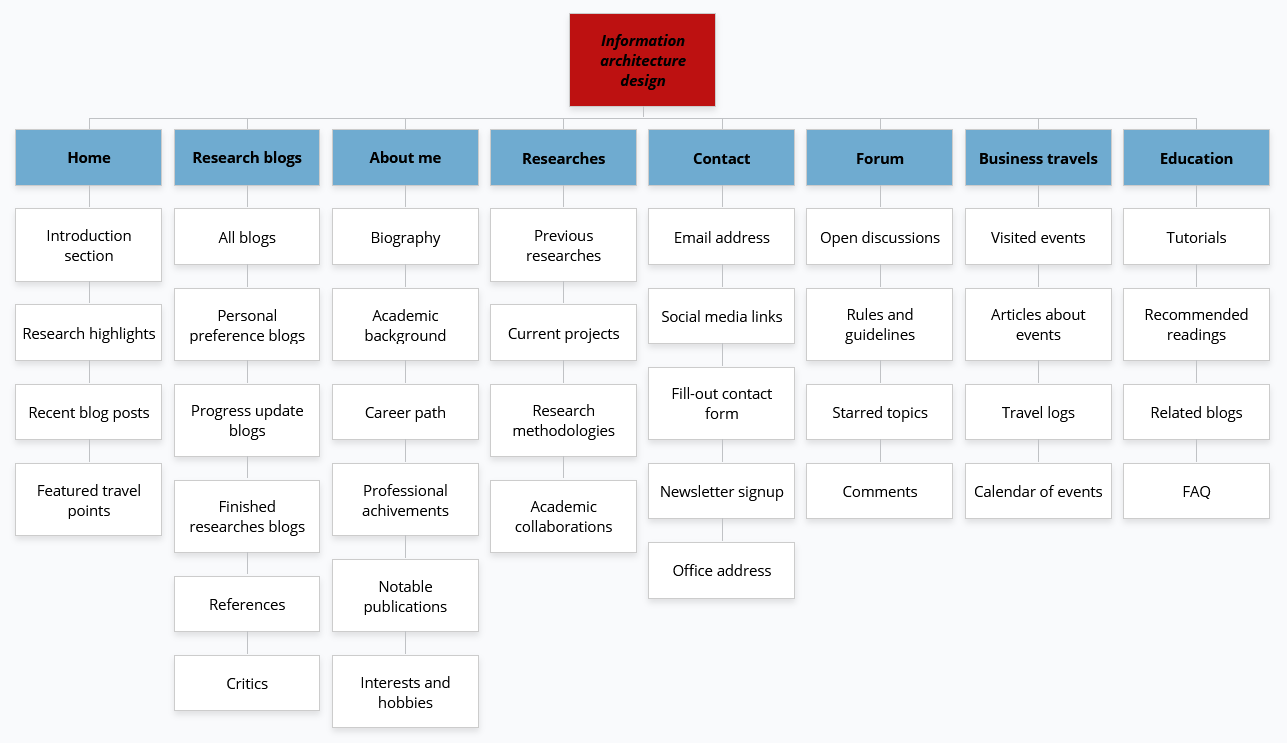 Information
architecture
design
Home
Research blogs
About me
Researches
Contact
Forum
Business travels
Education
Introduction
section
Research highlights
Recent blog posts
Featured travel
points
All blogs
Personal
preference blogs
Progress update
blogs
Finished
researches blogs
References
Critics
Biography
Academic
background
Career path
Professional
achivements
Notable
publications
Interests and
hobbies
Previous
researches
Current projects
Research
methodologies
Academic
collaborations
Email address
Social media links
Fill-out contact
form
Newsletter signup
Office address
Open discussions
Rules and
guidelines
Starred topics
Comments
Visited events
Articles about
events
Travel logs
Calendar of events
Tutorials
Recommended
readings
Related blogs
FAQ